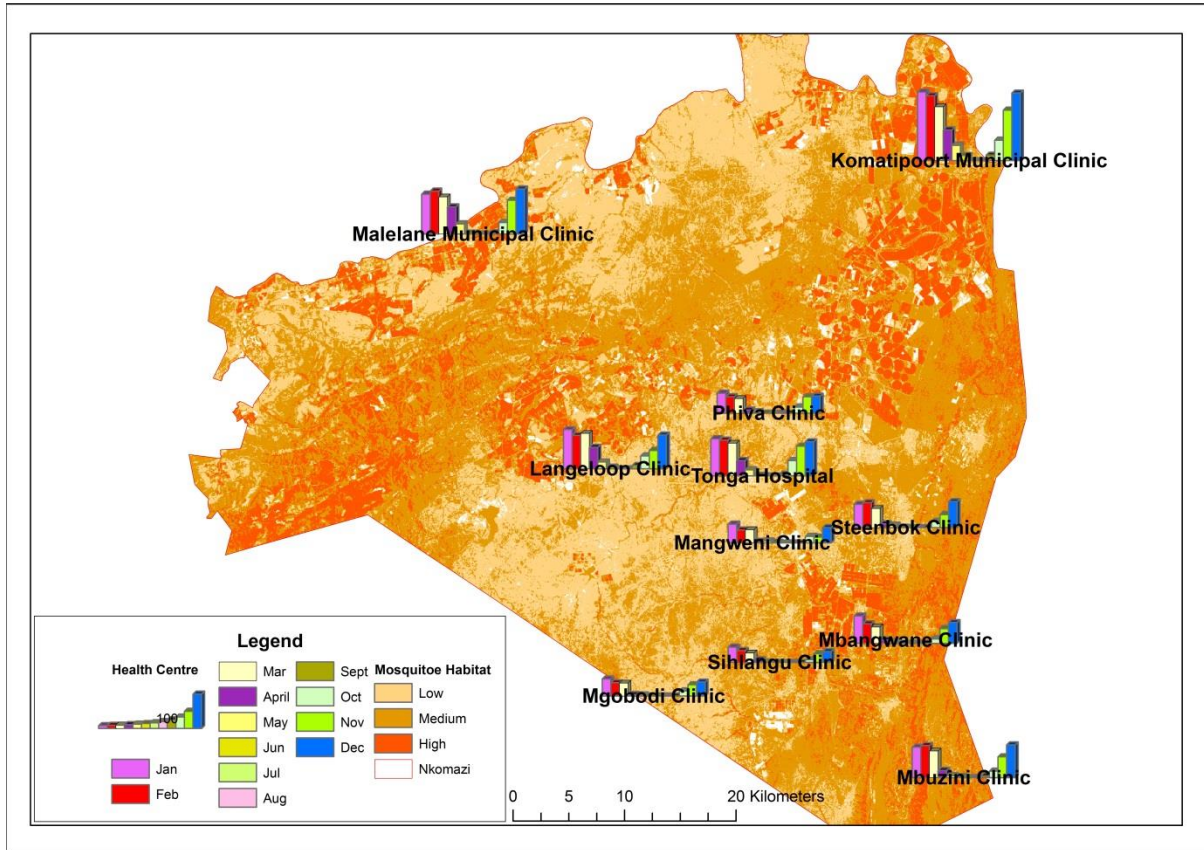 Komatipoort Municipal Clinic
Malelane Municipal Clinic
Phiva Clinic
Langeloop Clinic
Tonga Hospital
Steenbok Clinic
Mangweni Clinic
Mbangwane Clinic
Sihlangu Clinic
Mgobodi Clinic
Mbuzini Clinic
Legend
Health Centre
100
Jan
Feb
Mar
April
May
Jun
Jul
Aug
Sept
Oct
Nov
Dec
Mosquitoe Habitat
Low
Medium
High
Nkomazi
0 5 10 20 Kilometers